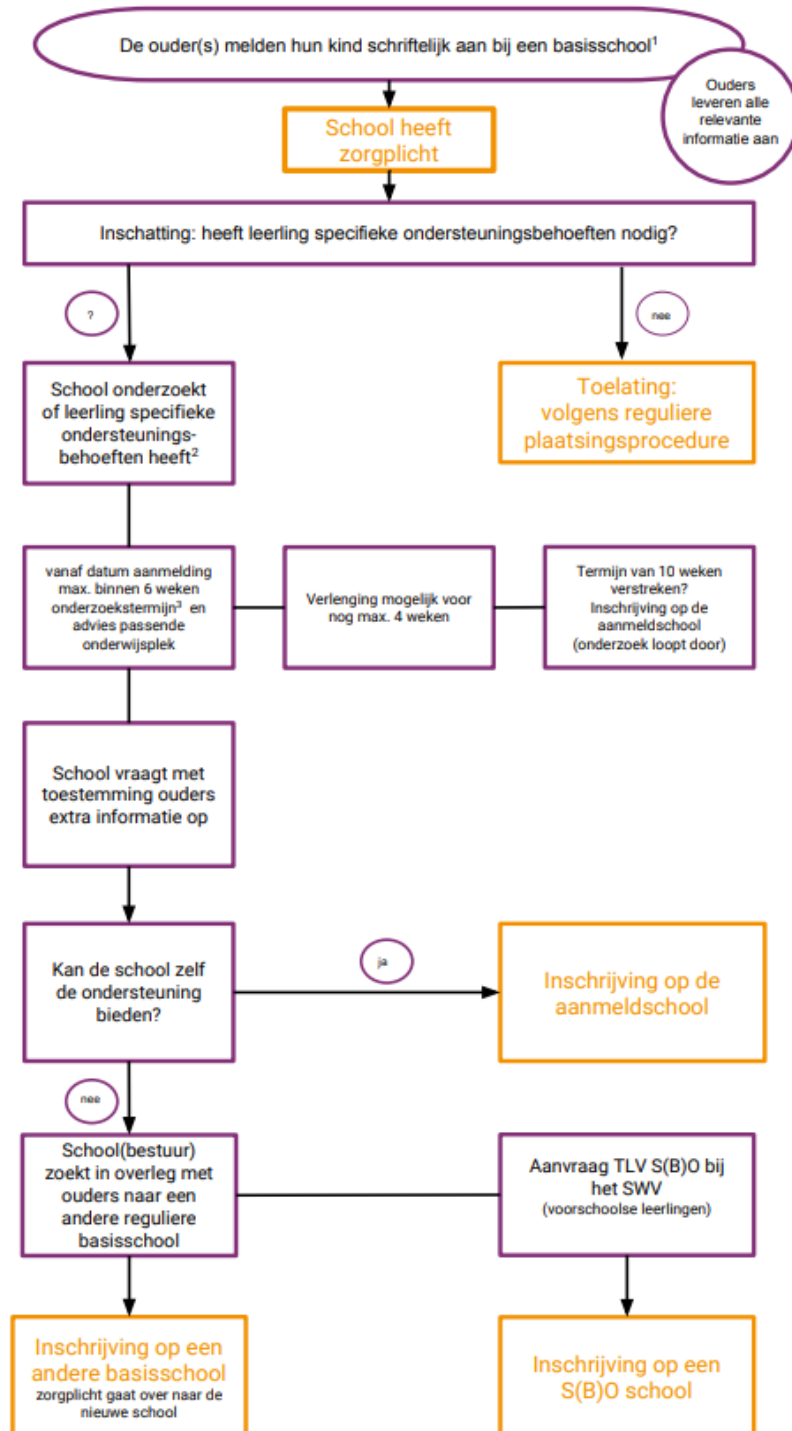 De ouder(s) melden hun kind schriftelijk aan bij een basisschool¹
Ouders
leveren alle
relevante
informatie aan
School heeft
zorgplicht
Inschatting: heeft leerling specifieke ondersteuningsbehoeften nodig?
?
nee
School onderzoekt
of leerling specifieke
ondersteunings-
behoeften heeft²
Toelating:
volgens reguliere
plaatsingsprocedure
vanaf datum aanmelding
max. binnen 6 weken
onderzoekstermijn³ en
advies passende
onderwijsplek
Verlenging mogelijk voor
nog max. 4 weken
Termijn van 10 weken
verstreken?
Inschrijving op de
aanmeldschool
(onderzoek loopt door)
School vraagt met
toestemming ouders
extra informatie op
Kan de school zelf
de ondersteuning
bieden?
ja
Inschrijving op de
aanmeldschool
nee
School(bestuur)
zoekt in overleg met
ouders naar een
andere reguliere
basisschool
Aanvraag TLV S(B)O bij
het SWV
(voorschoolse leerlingen)
Inschrijving op een
andere basisschool
zorgplicht gaat over naar de
nieuwe school
Inschrijving op een
S(B)O school